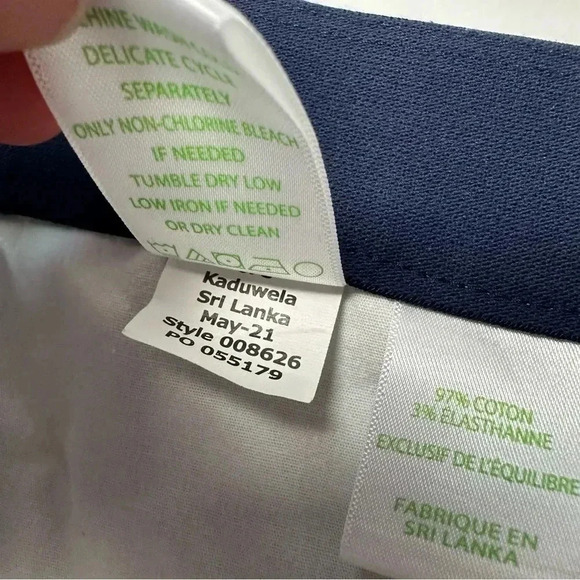 DELICATE CYCLE
SEPARATELY
ONLY NON-CHLORINE BLEACH
IF NEEDED
TUMBLE DRY LOW
LOW IRON IF NEEDED
OR DRY CLEAN
Kaduwela
Sri Lanka
May-21
Style 008626
PO 055179
97% COTON
3% ÉLASTHANNE
EXCLUSIF DE L'ÉQUILIBRE
FABRIQUE EN
SRI LANKA